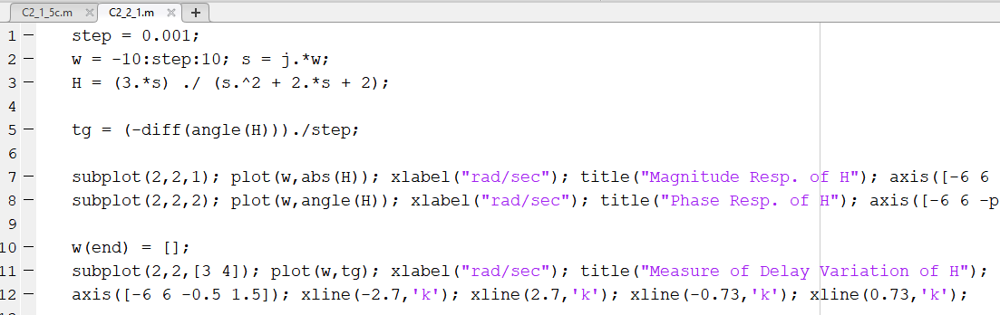 C2_1_5c.m × C2_2_1.m × +
1 — step = 0.001;
2 — w = -10:step:10; s = j.*w;
3 — H = (3.*s) ./ (s.^2 + 2.*s + 2);
4
5 — tg = (-diff(angle(H)))./step;
6
7 — subplot(2,2,1); plot(w,abs(H)); xlabel("rad/sec"); title("Magnitude Resp. of H"); axis([-6 6
8 — subplot(2,2,2); plot(w,angle(H)); xlabel("rad/sec"); title("Phase Resp. of H"); axis([-6 6 -p
9
10 — w(end) = [];
11 — subplot(2,2,[3 4]); plot(w,tg); xlabel("rad/sec"); title("Measure of Delay Variation of H");
12 — axis([-6 6 -0.5 1.5]); xline(-2.7,'k'); xline(2.7,'k'); xline(-0.73,'k'); xline(0.73,'k');